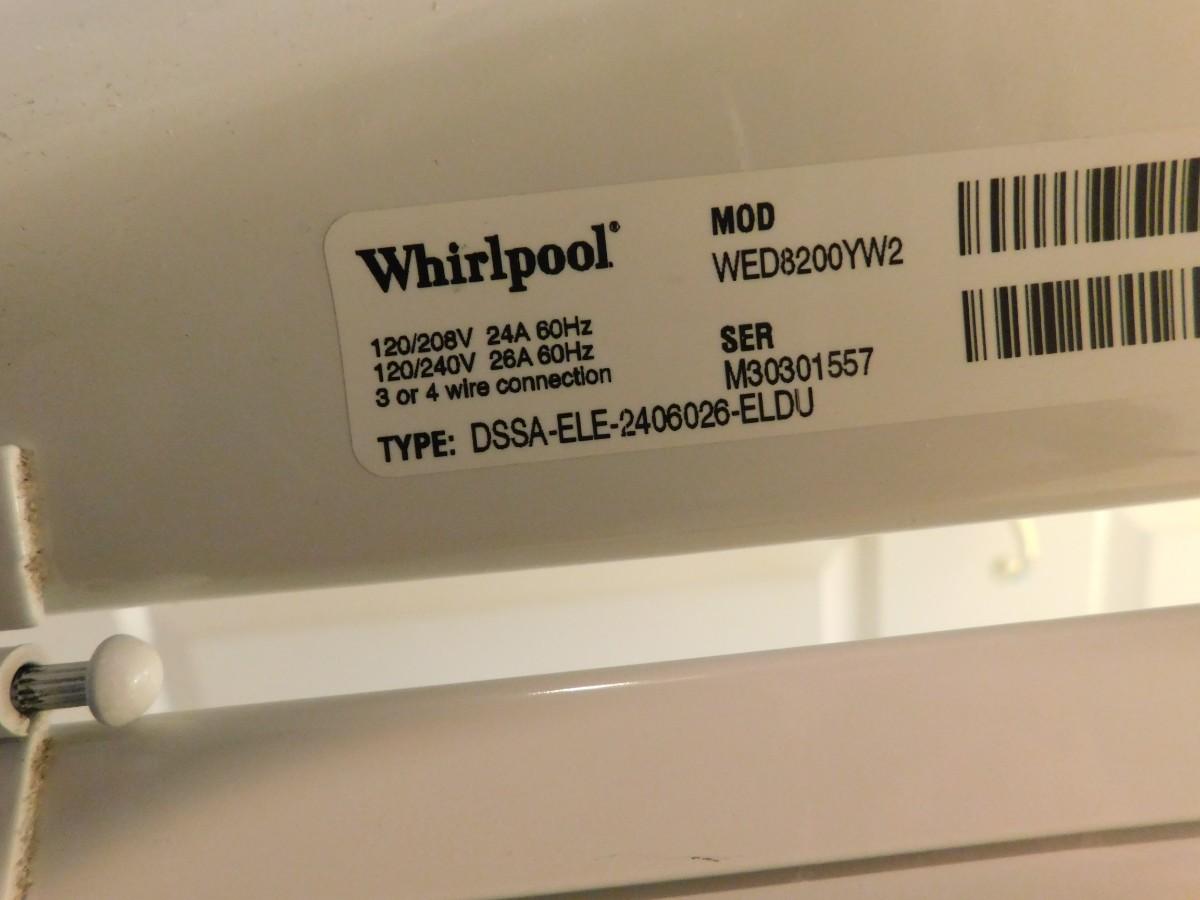 Whirlpool®
120/208V 24A 60Hz
120/240V 26A 60Hz
3 or 4 wire connection
MOD
WED8200YW2
SER
M30301557
TYPE: DSSA-ELE-2406026-ELDU